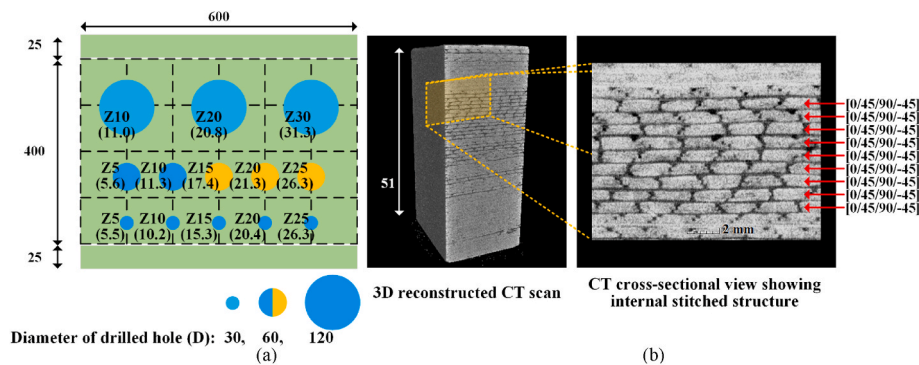 (a)
600
25
400
25
Z10
(11.0)
Z20
(20.8)
Z30
(31.3)
Z5
(5.6)
Z10
(11.3)
Z15
(17.4)
Z20
(21.3)
Z25
(26.3)
Z5
(5.5)
Z10
(10.2)
Z15
(15.3)
Z20
(20.4)
Z25
(26.3)
Diameter of drilled hole (D): 30, 60, 120
(a)
51
3D reconstructed CT scan
2 mm
[0/45/90/-45]
[0/45/90/-45]
[0/45/90/-45]
[0/45/90/-45]
[0/45/90/-45]
[0/45/90/-45]
[0/45/90/-45]
[0/45/90/-45]
[0/45/90/-45]
CT cross-sectional view showing
internal stitched structure
(b)